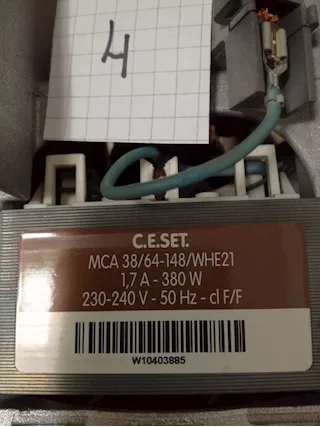 4
C.E.SET.
MCA 38/64-148/WHE21
1,7 A - 380 W
230-240 V - 50 Hz - cl F/F
W10403885